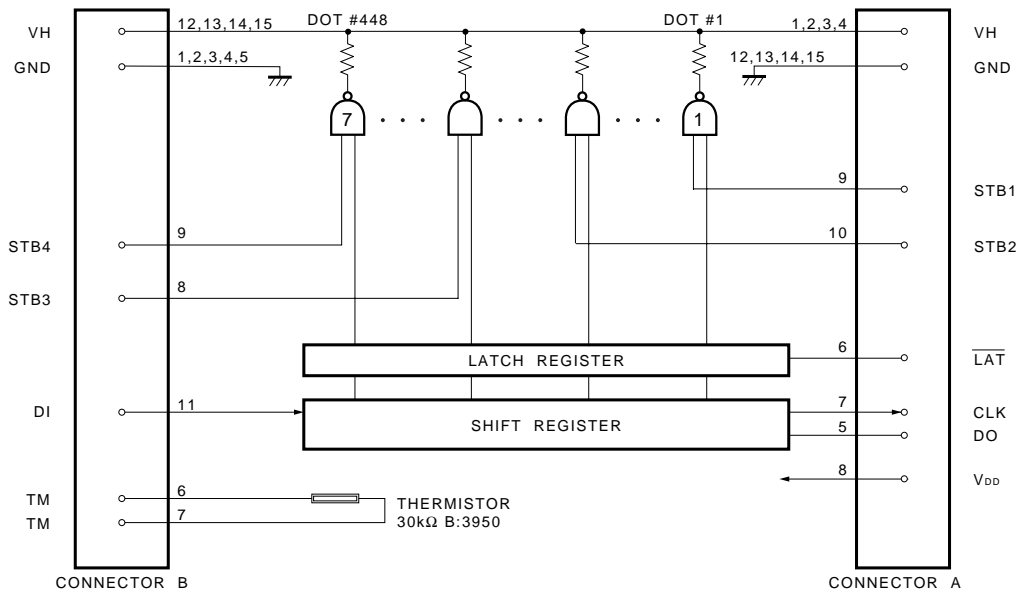 VH 12,13,14,15 DOT #448 DOT #1 1,2,3,4 VH
GND 1,2,3,4,5 12,13,14,15 GND
7 1
9 STB1
STB4 9 10 STB2
STB3 8
LATCH REGISTER 6 LAT
DI 11 SHIFT REGISTER 7 CLK
5 DO
8 VDD
TM 6 THERMISTOR
TM 7 30kΩ B:3950
CONNECTOR B CONNECTOR A